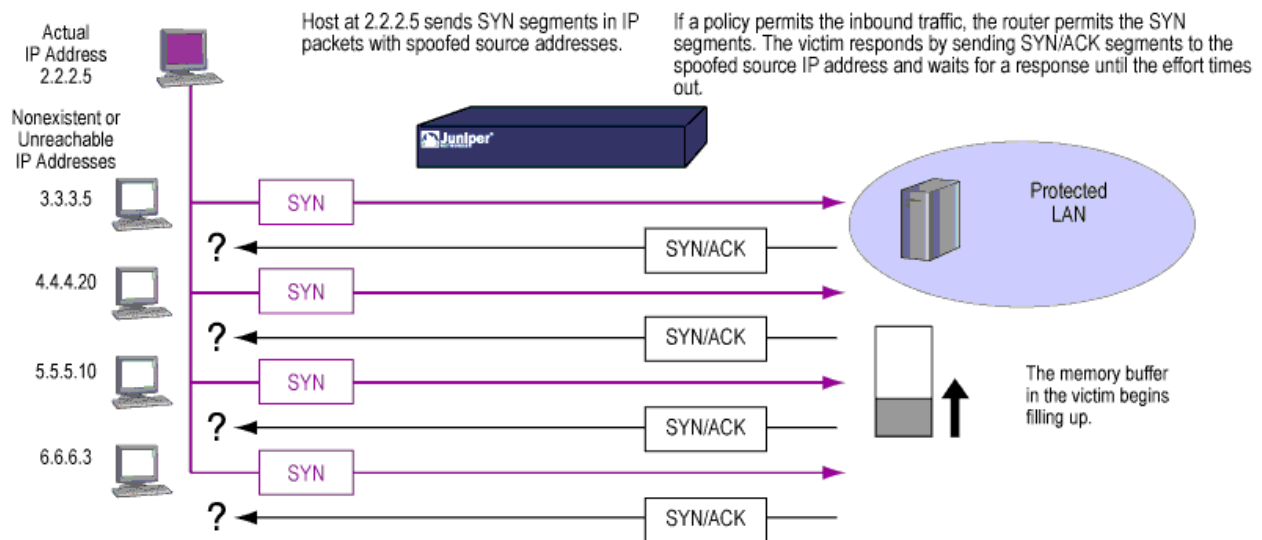 Actual
IP Address
2.2.2.5
Host at 2.2.2.5 sends SYN segments in IP
packets with spoofed source addresses.
If a policy permits the inbound traffic, the router permits the SYN
segments. The victim responds by sending SYN/ACK segments to the
spoofed source IP address and waits for a response until the effort times
out.
Nonexistent or
Unreachable
IP Addresses
Juniper
NETWORKS
3.3.3.5
SYN
Protected
LAN
? SYN/ACK
4.4.4.20
SYN
? SYN/ACK
5.5.5.10
SYN
The memory buffer
in the victim begins
filling up.
? SYN/ACK
6.6.6.3
SYN
? SYN/ACK